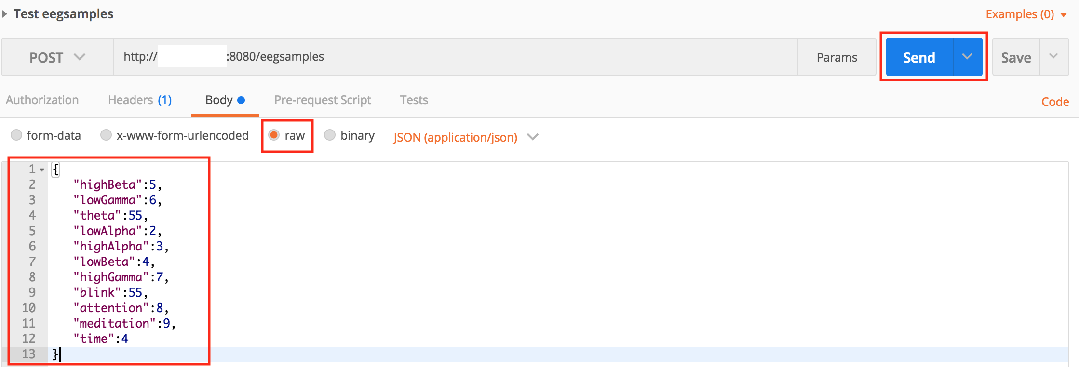 Test eegsamples Examples (0)
POST http:// :8080/eegsamples Params Send Save
Authorization Headers (1) Body Pre-request Script Tests Code
form-data x-www-form-urlencoded raw binary JSON (application/json)
1 {
2 "highBeta":5,
3 "lowGamma":6,
4 "theta":55,
5 "lowAlpha":2,
6 "highAlpha":3,
7 "lowBeta":4,
8 "highGamma":7,
9 "blink":55,
10 "attention":8,
11 "meditation":9,
12 "time":4
13 }